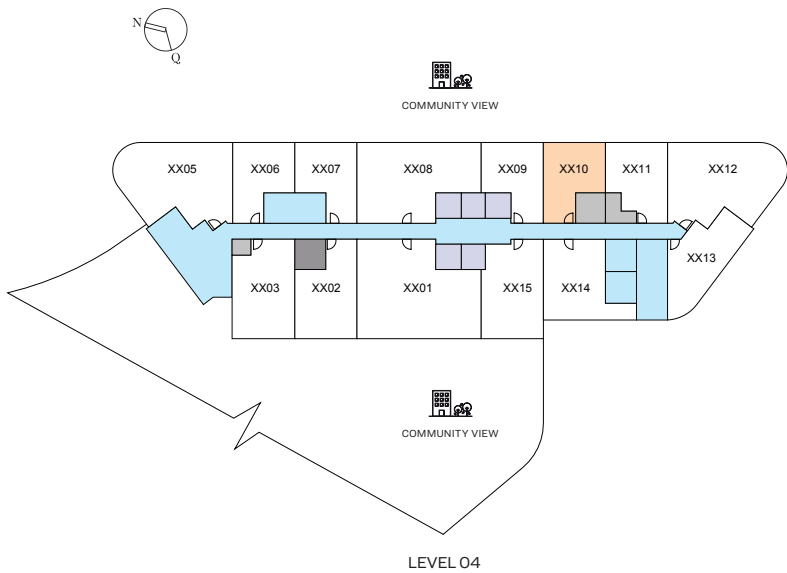 N
Q
COMMUNITY VIEW
XX05 XX06 XX07 XX08 XX09 XX10 XX11 XX12
XX13
XX03 XX02 XX01 XX15 XX14
COMMUNITY VIEW
LEVEL 04